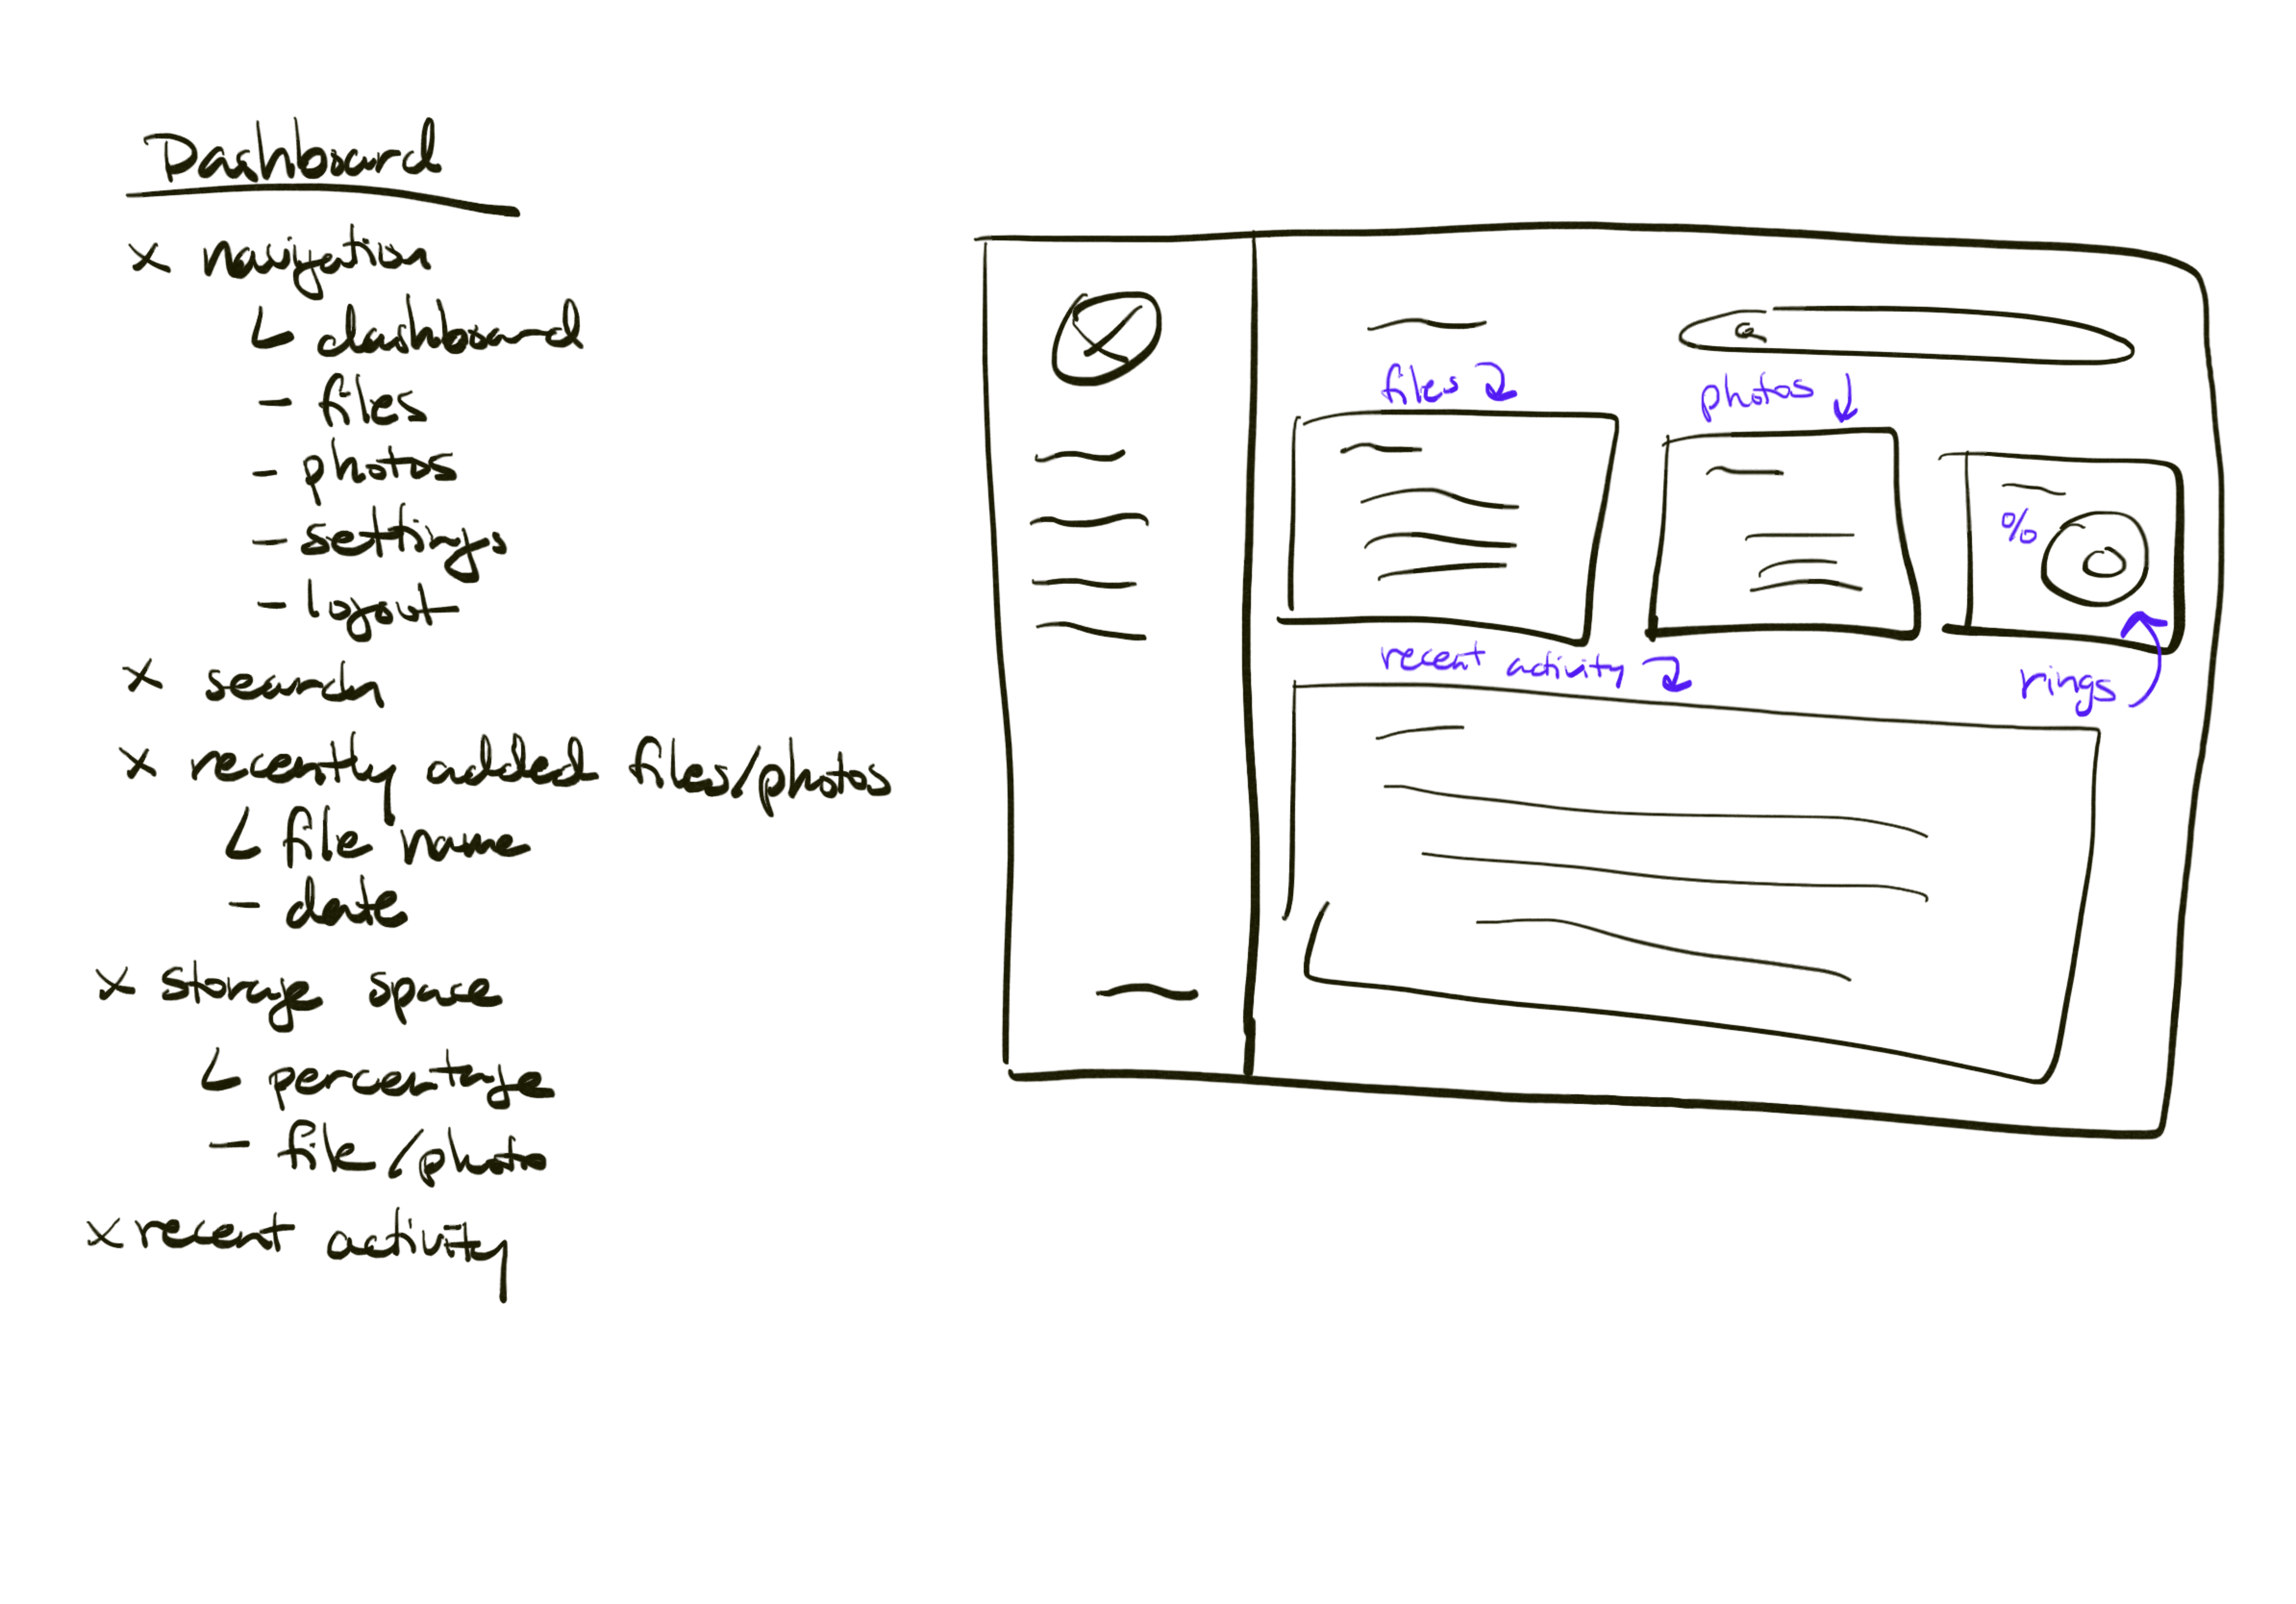 Dashboard
x navigation
↳ dashboard
- files
- photos
- settings
- logout
x search
x recently added files/photos
↳ file name
- date
x storage space
↳ percentage
- file/photo
x recent activity
files
photos
%
rings
recent activity